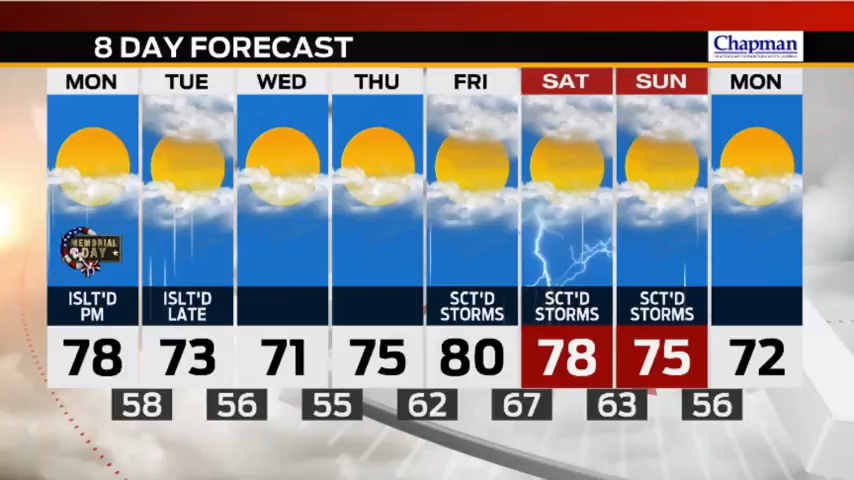 8 DAY FORECAST
Chapman
MON TUE WED THU FRI SAT SUN MON
MEMORIAL
DAY
ISLT'D PM
ISLT'D LATE
SCT'D STORMS
SCT'D STORMS
SCT'D STORMS
78 73 71 75 80 78 75 72
58 56 55 62 67 63 56